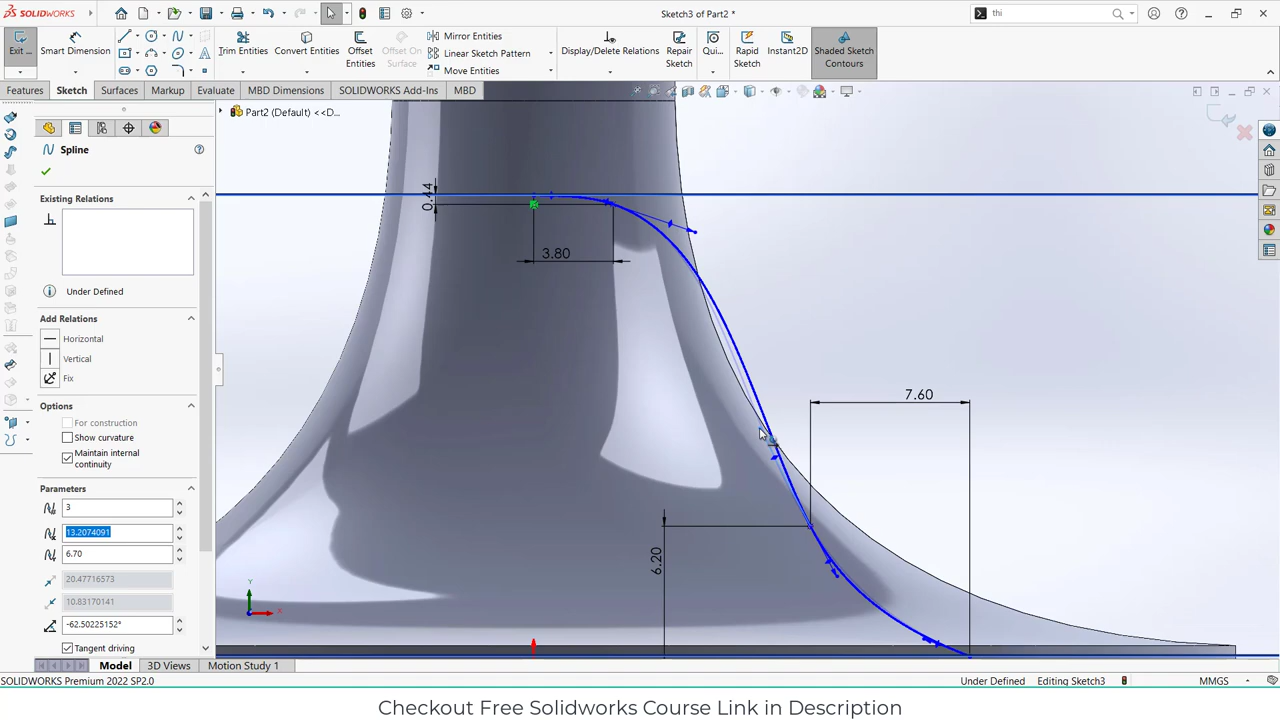 SOLIDWORKS
Sketch3 of Part2 *
thi
Exit ...
Smart Dimension
Trim Entities
Convert Entities
Offset Entities
Offset On Surface
Mirror Entities
Linear Sketch Pattern
Move Entities
Display/Delete Relations
Repair Sketch
Qui...
Rapid Sketch
Instant2D
Shaded Sketch Contours
Features
Sketch
Surfaces
Markup
Evaluate
MBD Dimensions
SOLIDWORKS Add-Ins
MBD
Part2 (Default) <<D...
Spline
Existing Relations
Under Defined
Add Relations
Horizontal
Vertical
Fix
Options
For construction
Show curvature
Maintain internal continuity
Parameters
3
13.2074091
6.70
20.47716573
10.83170141
-62.50225152°
Tangent driving
0.44
3.80
7.60
6.20
Y
X
Model
3D Views
Motion Study 1
SOLIDWORKS Premium 2022 SP2.0
Under Defined
Editing Sketch3
MMGS
Checkout Free Solidworks Course Link in Description